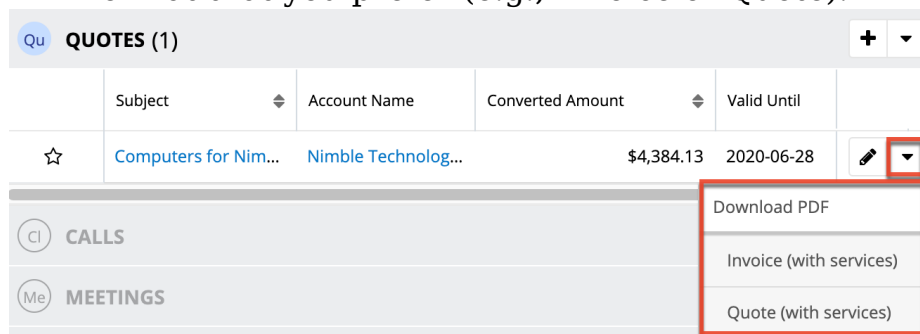 Qu QUOTES (1)
Subject Account Name Converted Amount Valid Until
Computers for Nim... Nimble Technolog... $4,384.13 2020-06-28
Download PDF
Cl CALLS
Invoice (with services)
Me MEETINGS
Quote (with services)